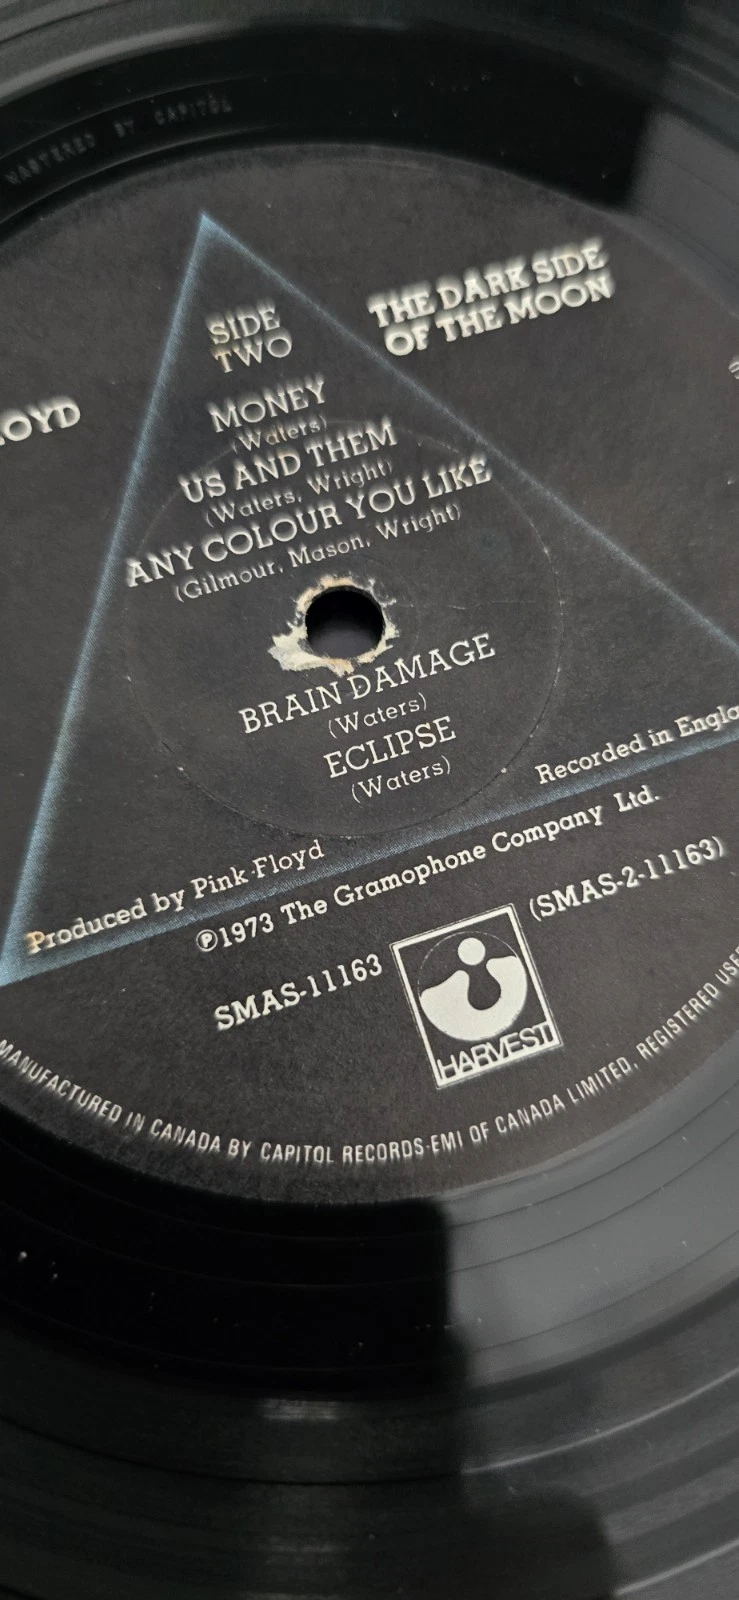 MASTERED BY CAPITOL
SIDE
TWO
THE DARK SIDE
OF THE MOON
LOYD
MONEY
(Waters)
US AND THEM
(Waters, Wright)
ANY COLOUR YOU LIKE
(Gilmour, Mason, Wright)
BRAIN DAMAGE
(Waters)
ECLIPSE
(Waters)
Recorded in Engla
Produced by Pink Floyd
℗1973 The Gramophone Company Ltd.
SMAS-11163
(SMAS-2-11163)
HARVEST
MANUFACTURED IN CANADA BY CAPITOL RECORDS-EMI OF CANADA LIMITED, REGISTERED USER